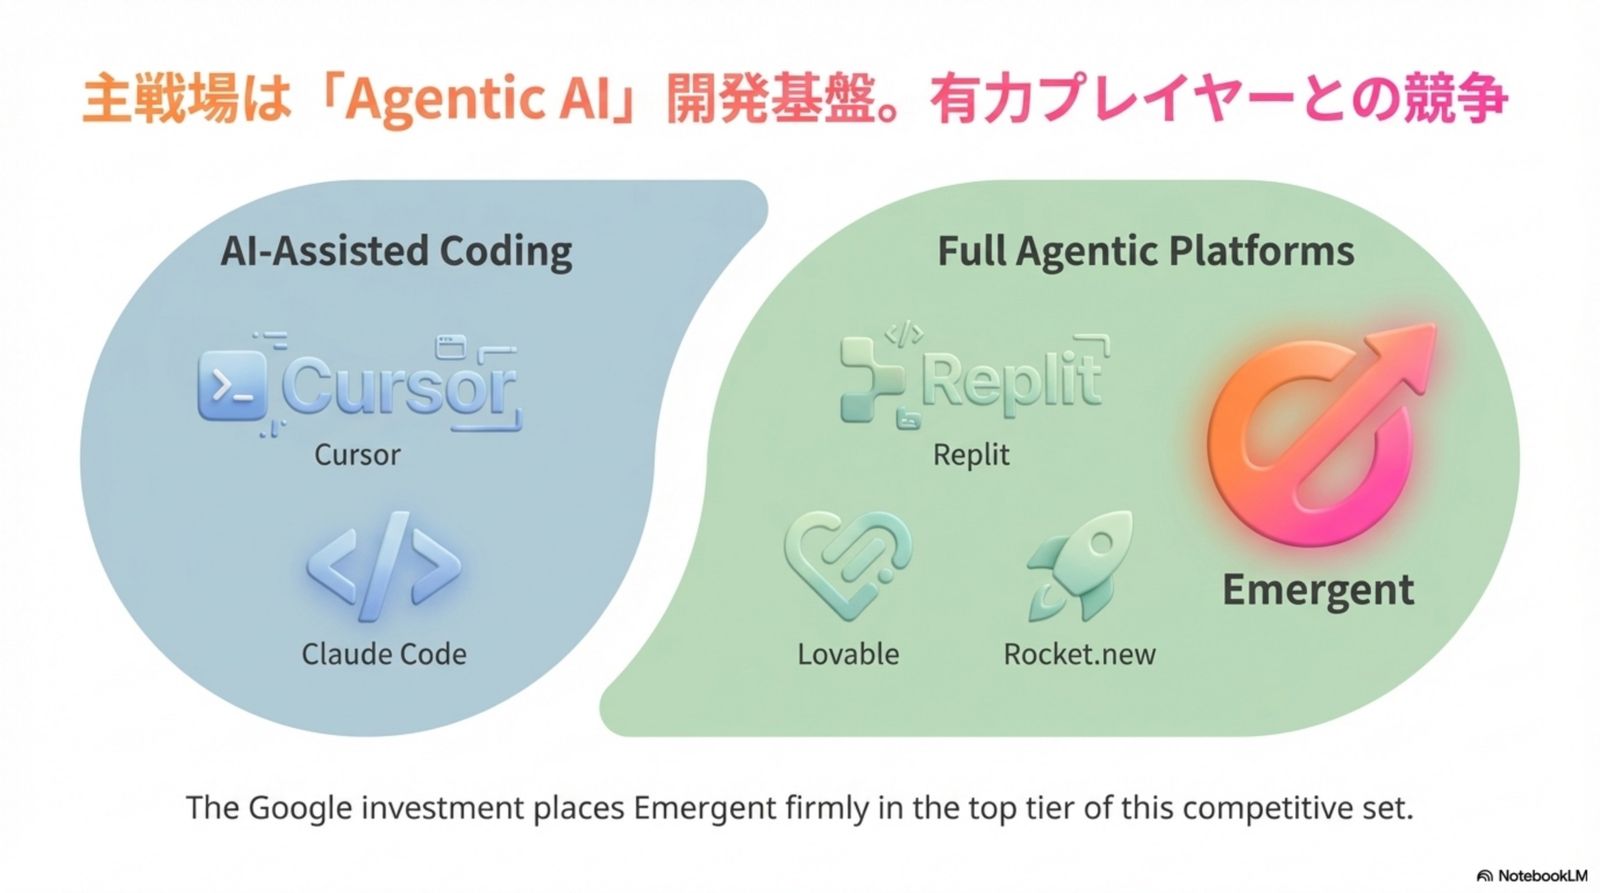 主戦場は「Agentic AI」開発基盤。有力プレイヤーとの競争
AI-Assisted Coding
Cursor
Cursor
Claude Code
Full Agentic Platforms
Replit
Replit
Lovable
Rocket.new
Emergent
The Google investment places Emergent firmly in the top tier of this competitive set.
NotebookLM